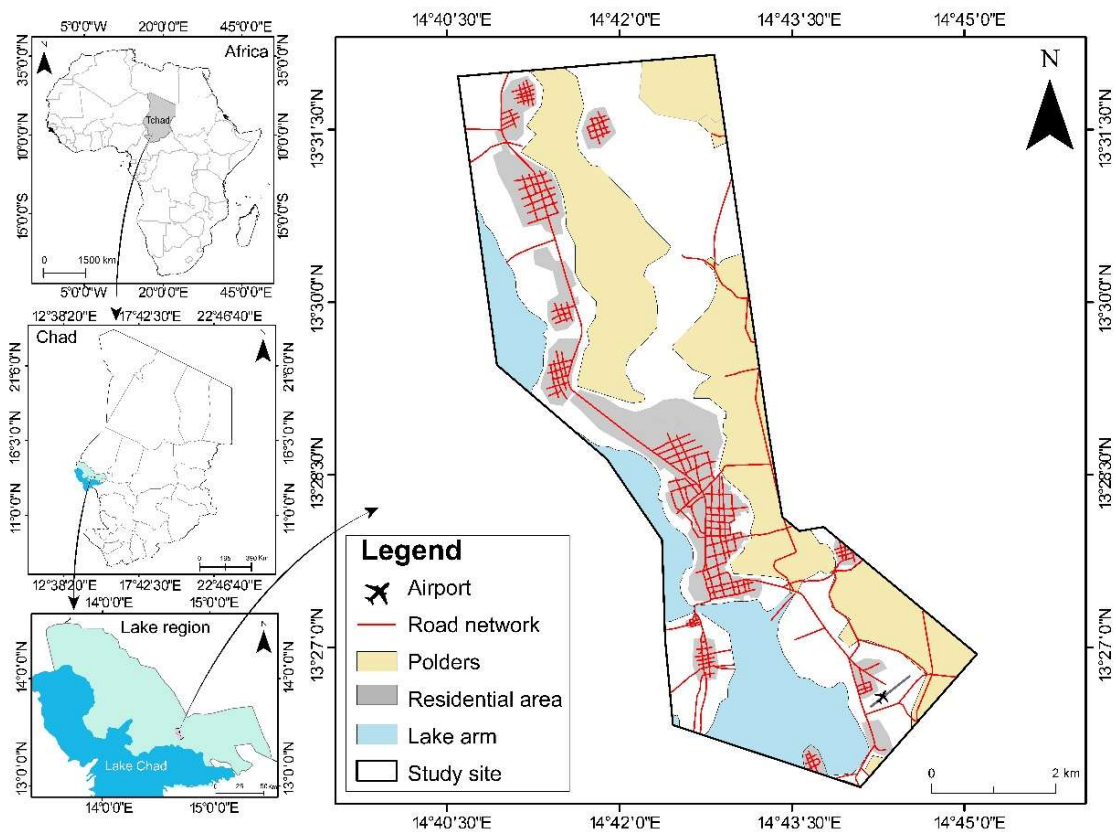 5°0'0"W 20°0'0"E 45°0'0"E
N
Africa
35°0'0"N
35°0'0"N
Tchad
10°0'0"N
10°0'0"N
15°0'0"S
15°0'0"S
0 1500 km
5°0'0"W 20°0'0"E 45°0'0"E
12°38'20"E 17°42'30"E 22°46'40"E
Chad
N
21°6'0"N
21°6'0"N
16°3'0"N
16°3'0"N
11°0'0"N
11°0'0"N
0 195 390 Km
12°38'20"E 17°42'30"E 22°46'40"E
14°0'0"E 15°0'0"E
Lake region
N
14°0'0"N
14°0'0"N
Lake Chad
13°0'0"N
13°0'0"N
0 25 50 Km
14°0'0"E 15°0'0"E
14°40'30"E 14°42'0"E 14°43'30"E 14°45'0"E
N
13°31'30"N
13°31'30"N
13°30'0"N
13°30'0"N
13°28'30"N
13°28'30"N
13°27'0"N
13°27'0"N
Legend
Airport
Road network
Polders
Residential area
Lake arm
Study site
0 2 km
14°40'30"E 14°42'0"E 14°43'30"E 14°45'0"E